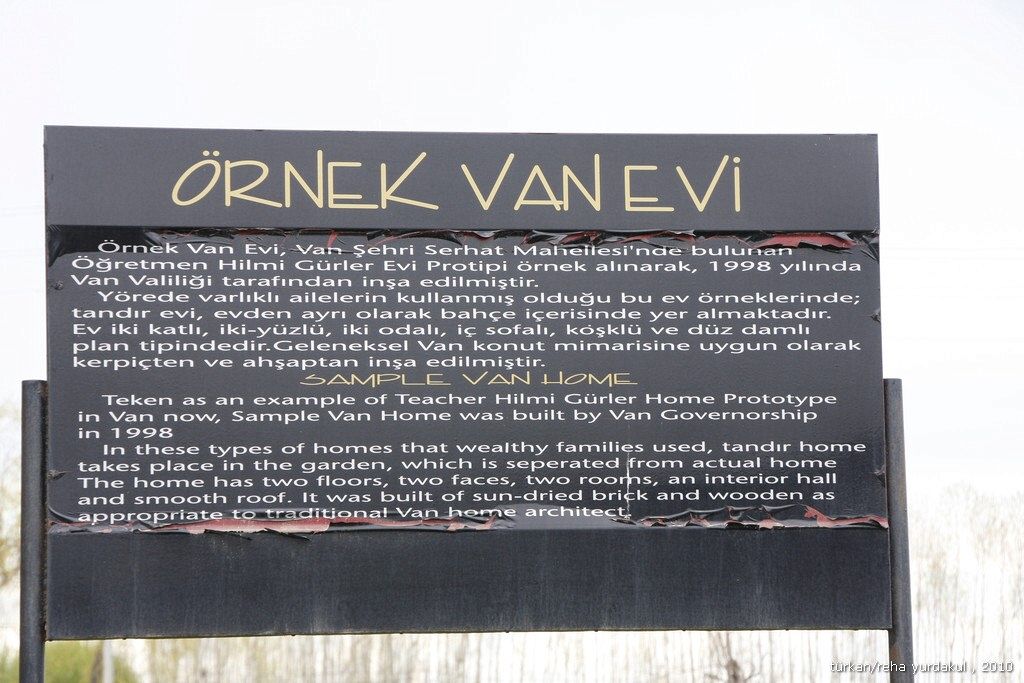 ÖRNEK VAN EVİ
Örnek Van Evi, Van Şehri Serhat Mahellesi'nde bulunan
Öğretmen Hilmi Gürler Evi Protipi örnek alınarak, 1998 yılında
Van Valiliği tarafından inşa edilmiştir.
Yörede varlıklı ailelerin kullanmış olduğu bu ev örneklerinde;
tandır evi, evden ayrı olarak bahçe içerisinde yer almaktadır.
Ev iki katlı, iki-yüzlü, iki odalı, iç sofalı, köşklü ve düz damlı
plan tipindedir.Geleneksel Van konut mimarisine uygun olarak
kerpiçten ve ahşaptan inşa edilmiştir.
SAMPLE VAN HOME
Teken as an example of Teacher Hilmi Gürler Home Prototype
in Van now, Sample Van Home was built by Van Governorship
in 1998
In these types of homes that wealthy families used, tandır home
takes place in the garden, which is seperated from actual home
The home has two floors, two faces, two rooms, an interior hall
and smooth roof. It was built of sun-dried brick and wooden as
appropriate to traditional Van home architect.
türkan/reha yurdakul , 2010